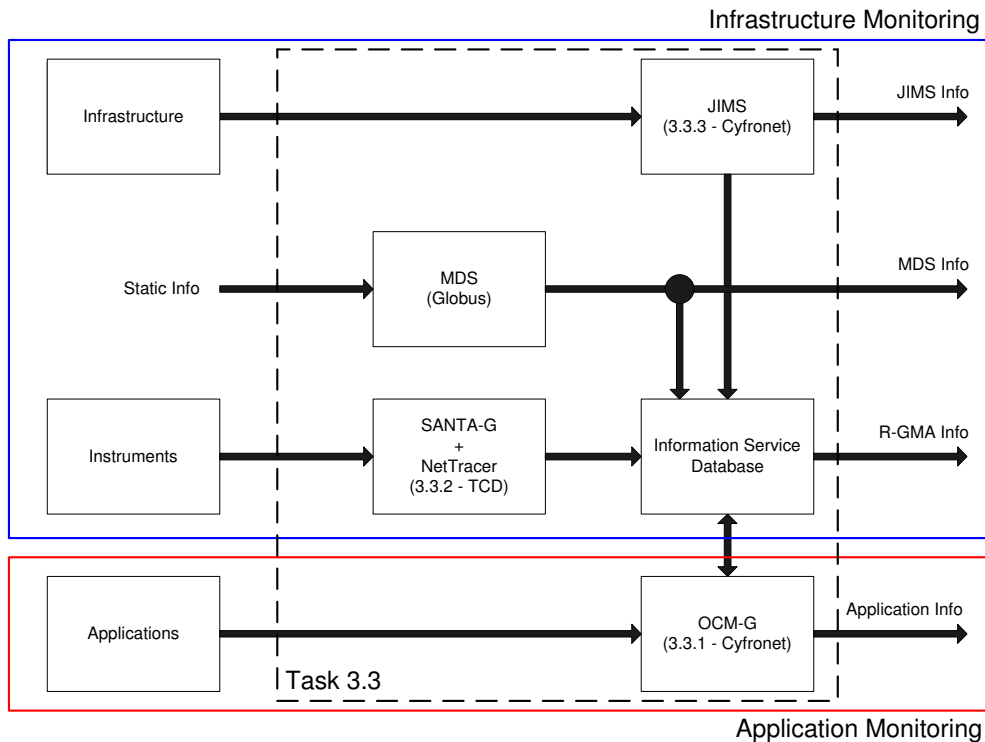 Infrastructure Monitoring
Infrastructure
JIMS
(3.3.3 - Cyfronet)
JIMS Info
Static Info
MDS
(Globus)
MDS Info
Instruments
SANTA-G
+
NetTracer
(3.3.2 - TCD)
Information Service
Database
R-GMA Info
Applications
OCM-G
(3.3.1 - Cyfronet)
Application Info
Task 3.3
Application Monitoring